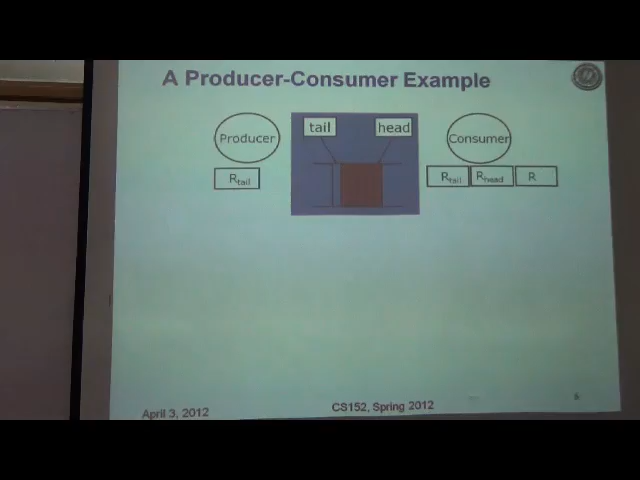 A Producer-Consumer Example
Producer
tail
head
Consumer
Rtail
Rtail
Rhead
R
April 3, 2012
CS152, Spring 2012